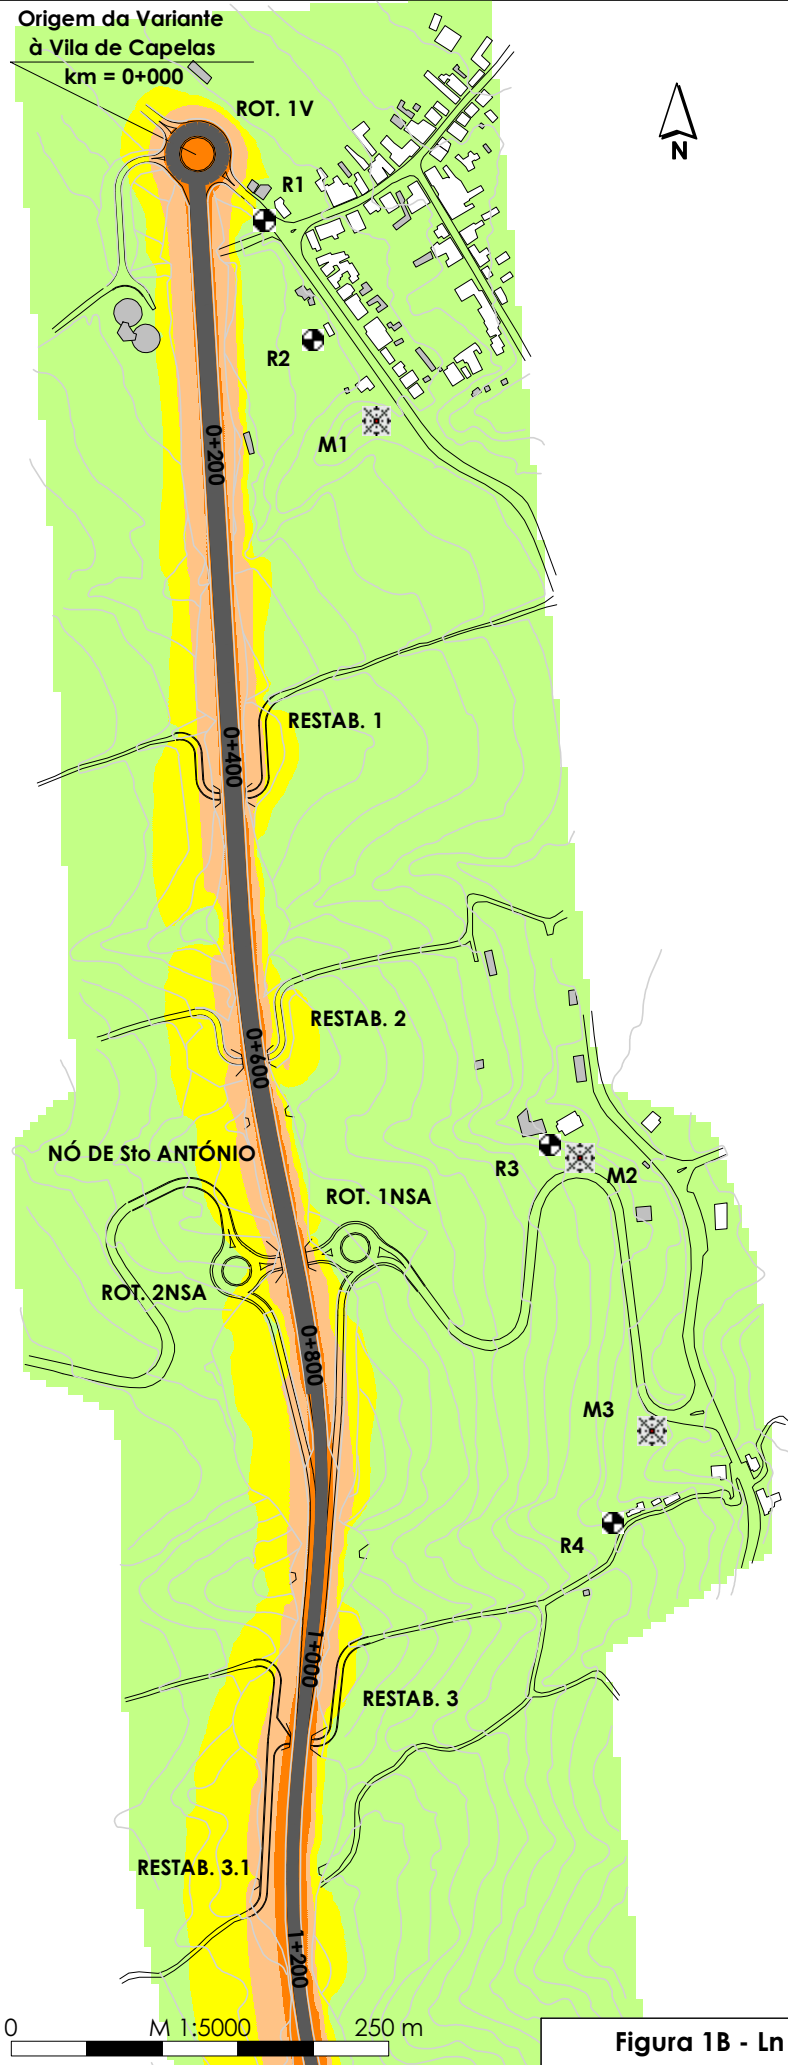 Origem da Variante
à Vila de Capelas
km = 0+000
ROT. 1V
N
R1
R2
M1
0+200
RESTAB. 1
0+400
RESTAB. 2
0+600
NÓ DE Sto ANTÓNIO
R3
M2
ROT. 1NSA
ROT. 2NSA
0+800
M3
R4
1+000
RESTAB. 3
RESTAB. 3.1
1+200
0 M 1:5000 250 m
Figura 1B - Ln